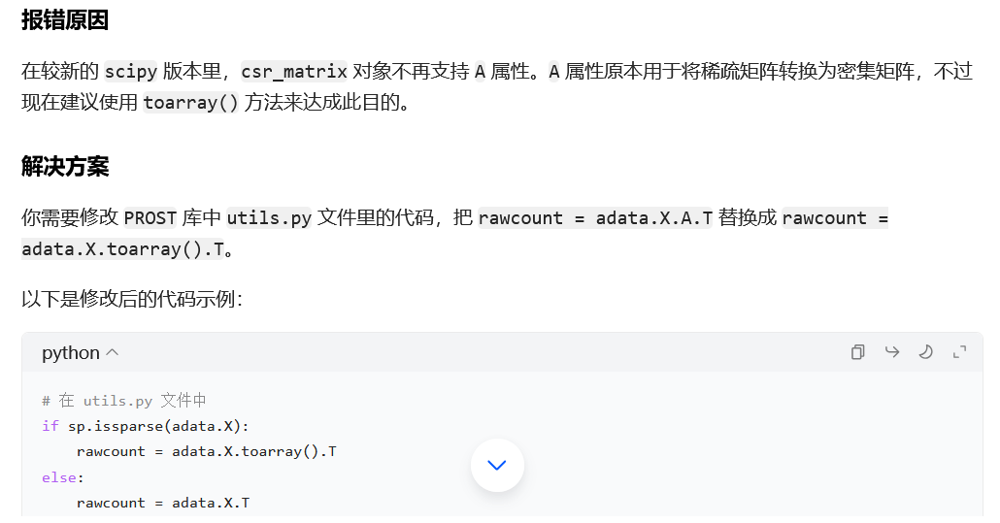 报错原因
在较新的 scipy 版本里，csr_matrix 对象不再支持 A 属性。A 属性原本用于将稀疏矩阵转换为密集矩阵，不过
现在建议使用 toarray() 方法来达成此目的。
解决方案
你需要修改 PROST 库中 utils.py 文件里的代码，把 rawcount = adata.X.A.T 替换成 rawcount =
adata.X.toarray().T。
以下是修改后的代码示例：
python
# 在 utils.py 文件中
if sp.issparse(adata.X):
    rawcount = adata.X.toarray().T
else:
    rawcount = adata.X.T